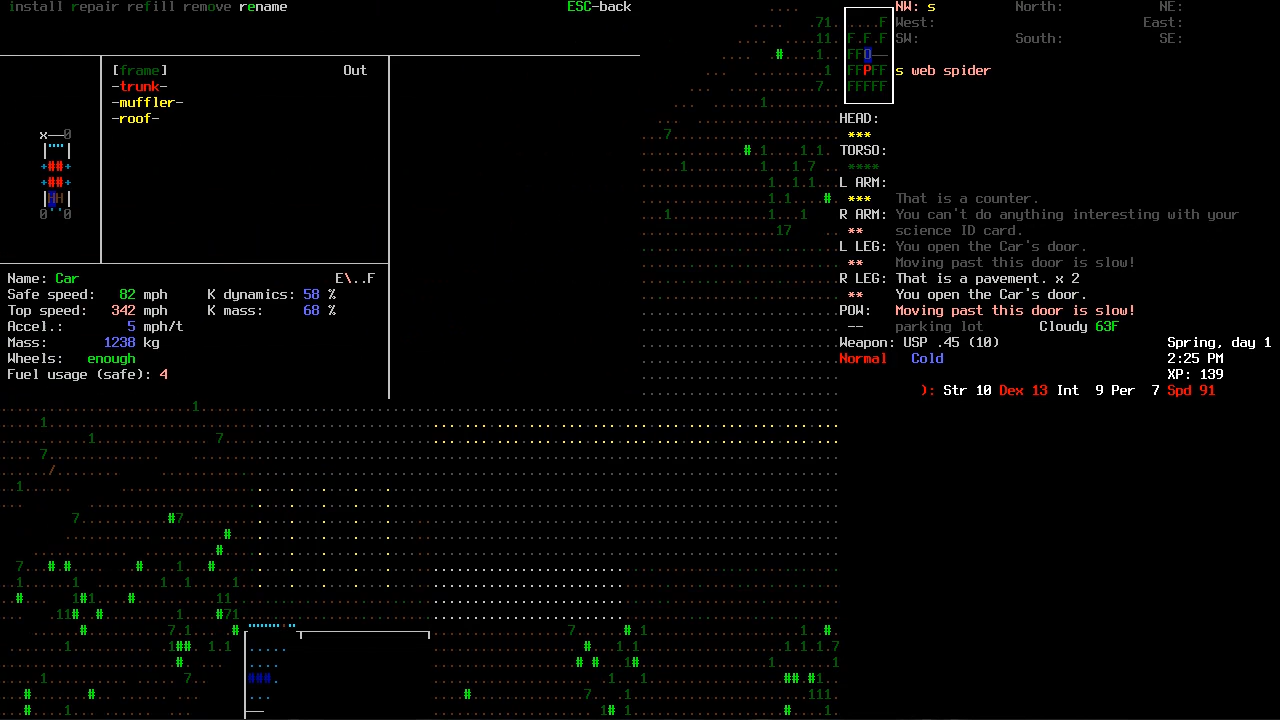 install repair refill remove rename ESC-back
NW: s North: NE:
West: East:
SW: South: SE:
s web spider
[frame] Out
-trunk-
-muffler-
-roof-
HEAD:
***
TORSO:
****
L ARM:
*** That is a counter.
R ARM: You can't do anything interesting with your
** science ID card.
L LEG: You open the Car's door.
** Moving past this door is slow!
R LEG: That is a pavement. x 2
** You open the Car's door.
POW: Moving past this door is slow!
-- parking lot Cloudy 63F
Weapon: USP .45 (10) Spring, day 1
Normal Cold 2:25 PM
XP: 139
): Str 10 Dex 13 Int 9 Per 7 Spd 91
Name: Car E\..F
Safe speed: 82 mph K dynamics: 58 %
Top speed: 342 mph K mass: 68 %
Accel.: 5 mph/t
Mass: 1238 kg
Wheels: enough
Fuel usage (safe): 4